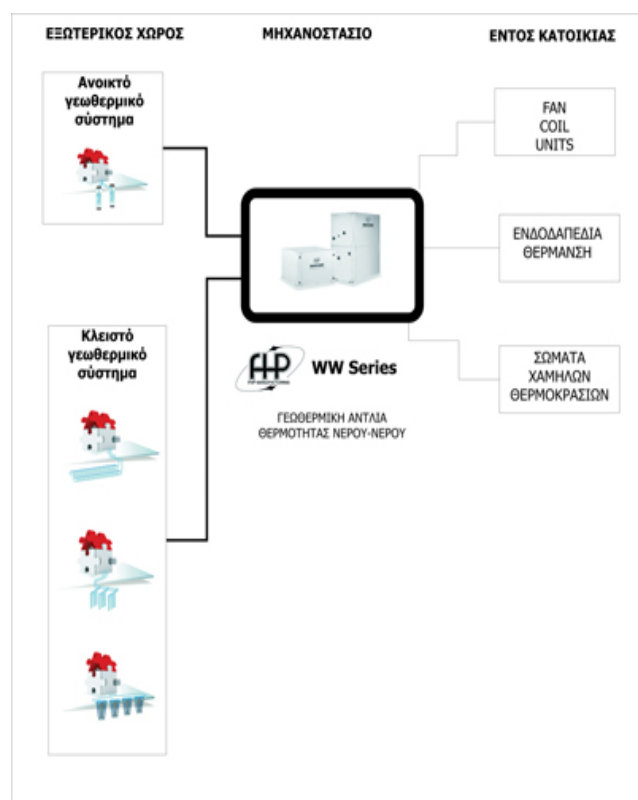 ΕΞΩΤΕΡΙΚΟΣ ΧΩΡΟΣ
ΜΗΧΑΝΟΣΤΑΣΙΟ
ΕΝΤΟΣ ΚΑΤΟΙΚΙΑΣ
Ανοικτό
γεωθερμικό
σύστημα
Κλειστό
γεωθερμικό
σύστημα
FHP
WW Series
ΓΕΩΘΕΡΜΙΚΗ ΑΝΤΛΙΑ
ΘΕΡΜΟΤΗΤΑΣ ΝΕΡΟΥ-ΝΕΡΟΥ
FAN
COIL
UNITS
ΕΝΔΟΔΑΠΕΔΙΑ
ΘΕΡΜΑΝΣΗ
ΣΩΜΑΤΑ
ΧΑΜΗΛΩΝ
ΘΕΡΜΟΚΡΑΣΙΩΝ